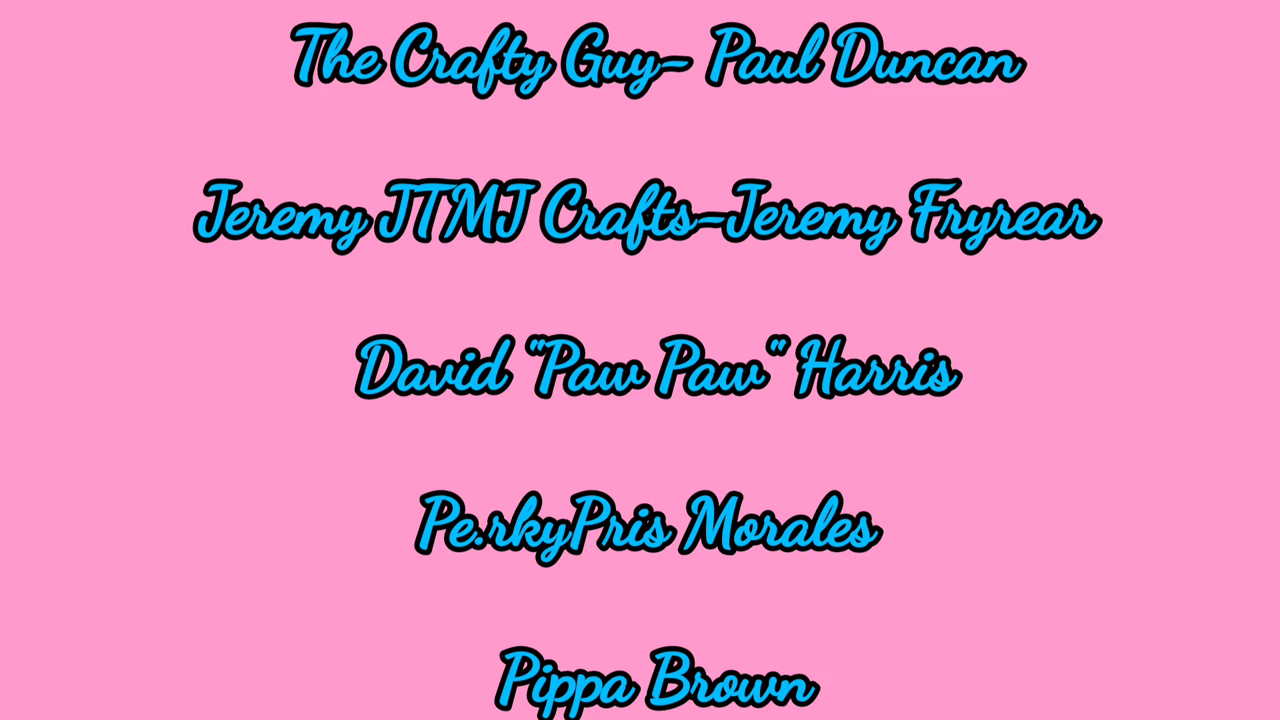 The Crafty Guy- Paul Duncan
Jeremy JTMJ Crafts-Jeremy Fryrear
David "Paw Paw" Harris
Pe.rkyPris Morales
Pippa Brown